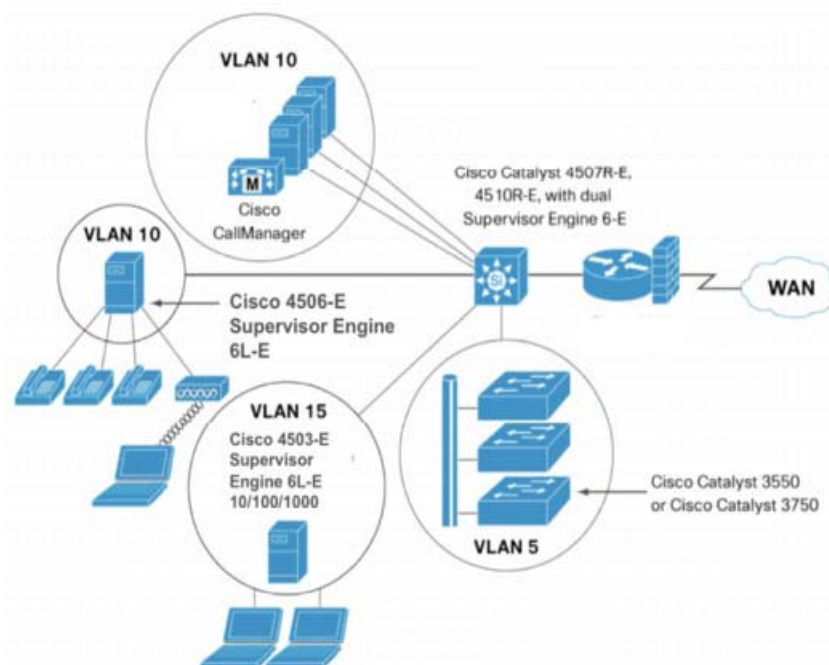 VLAN 10
M
Cisco
CallManager
Cisco Catalyst 4507R-E,
4510R-E, with dual
Supervisor Engine 6-E
VLAN 10
Si
WAN
Cisco 4506-E
Supervisor Engine
6L-E
VLAN 15
Cisco 4503-E
Supervisor
Engine 6L-E
10/100/1000
Cisco Catalyst 3550
or Cisco Catalyst 3750
VLAN 5